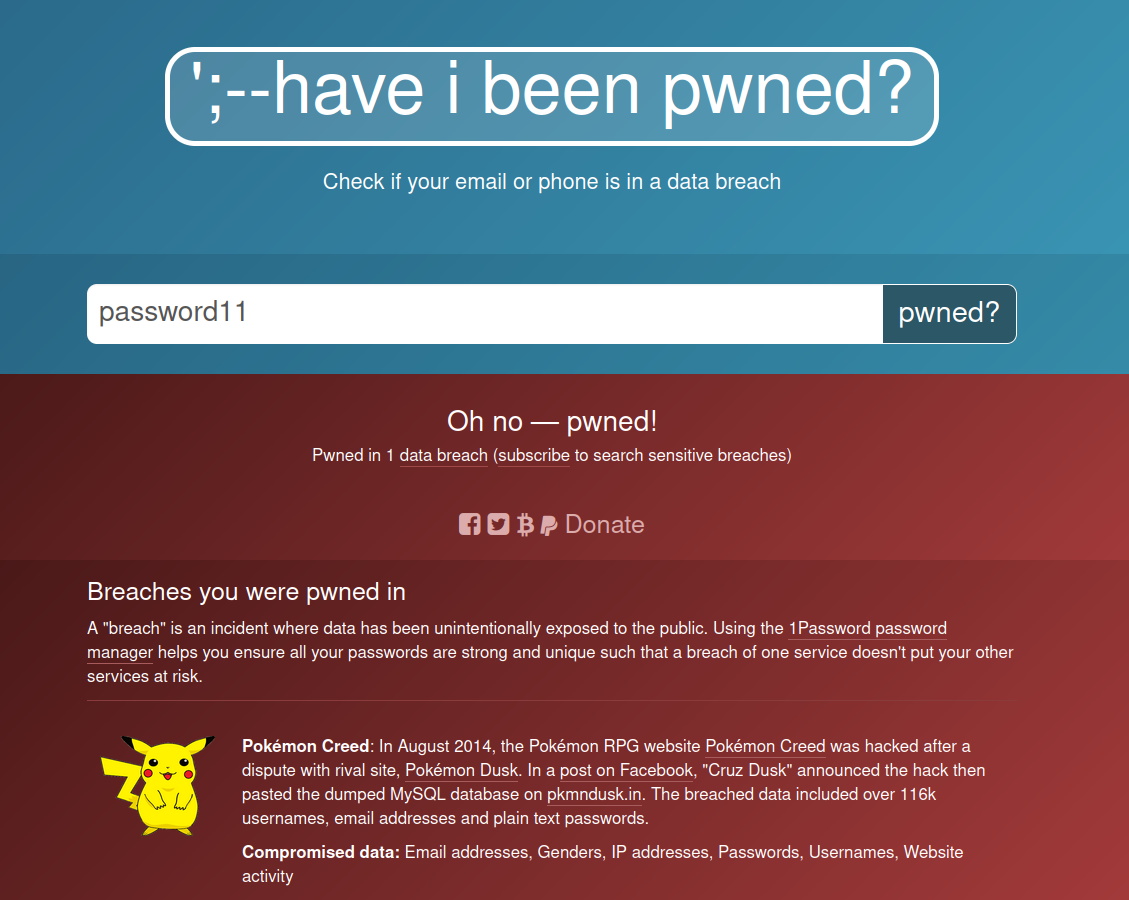 ';--have i been pwned?
Check if your email or phone is in a data breach
password11
pwned?
Oh no — pwned!
Pwned in 1 data breach (subscribe to search sensitive breaches)
Donate
Breaches you were pwned in
A "breach" is an incident where data has been unintentionally exposed to the public. Using the 1Password password
manager helps you ensure all your passwords are strong and unique such that a breach of one service doesn't put your other
services at risk.
Pokémon Creed: In August 2014, the Pokémon RPG website Pokémon Creed was hacked after a
dispute with rival site, Pokémon Dusk. In a post on Facebook, "Cruz Dusk" announced the hack then
pasted the dumped MySQL database on pkmndusk.in. The breached data included over 116k
usernames, email addresses and plain text passwords.
Compromised data: Email addresses, Genders, IP addresses, Passwords, Usernames, Website
activity